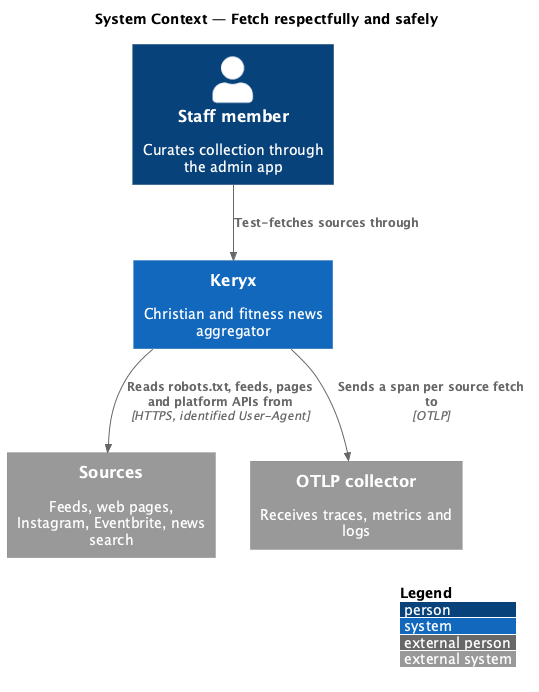 System Context — Fetch respectfully and safely
Staff member
Curates collection through
the admin app
Test-fetches sources through
Keryx
Christian and fitness news
aggregator
Reads robots.txt, feeds, pages
and platform APIs from
[HTTPS, identified User-Agent]
Sends a span per source fetch
to
[OTLP]
Sources
Feeds, web pages,
Instagram, Eventbrite, news
search
OTLP collector
Receives traces, metrics and
logs
Legend
person
system
external person
external system